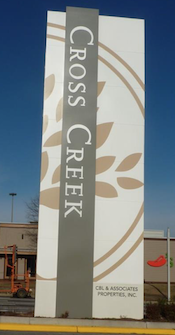 CROSS CREEK
CBL & ASSOCIATES
PROPERTIES, INC.